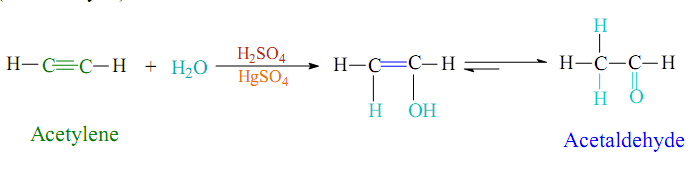 H
H₂SO₄
H–C≡C–H + H₂O HgSO₄ H–C=C–H H–C–C–H
H OH H O
Acetylene Acetaldehyde